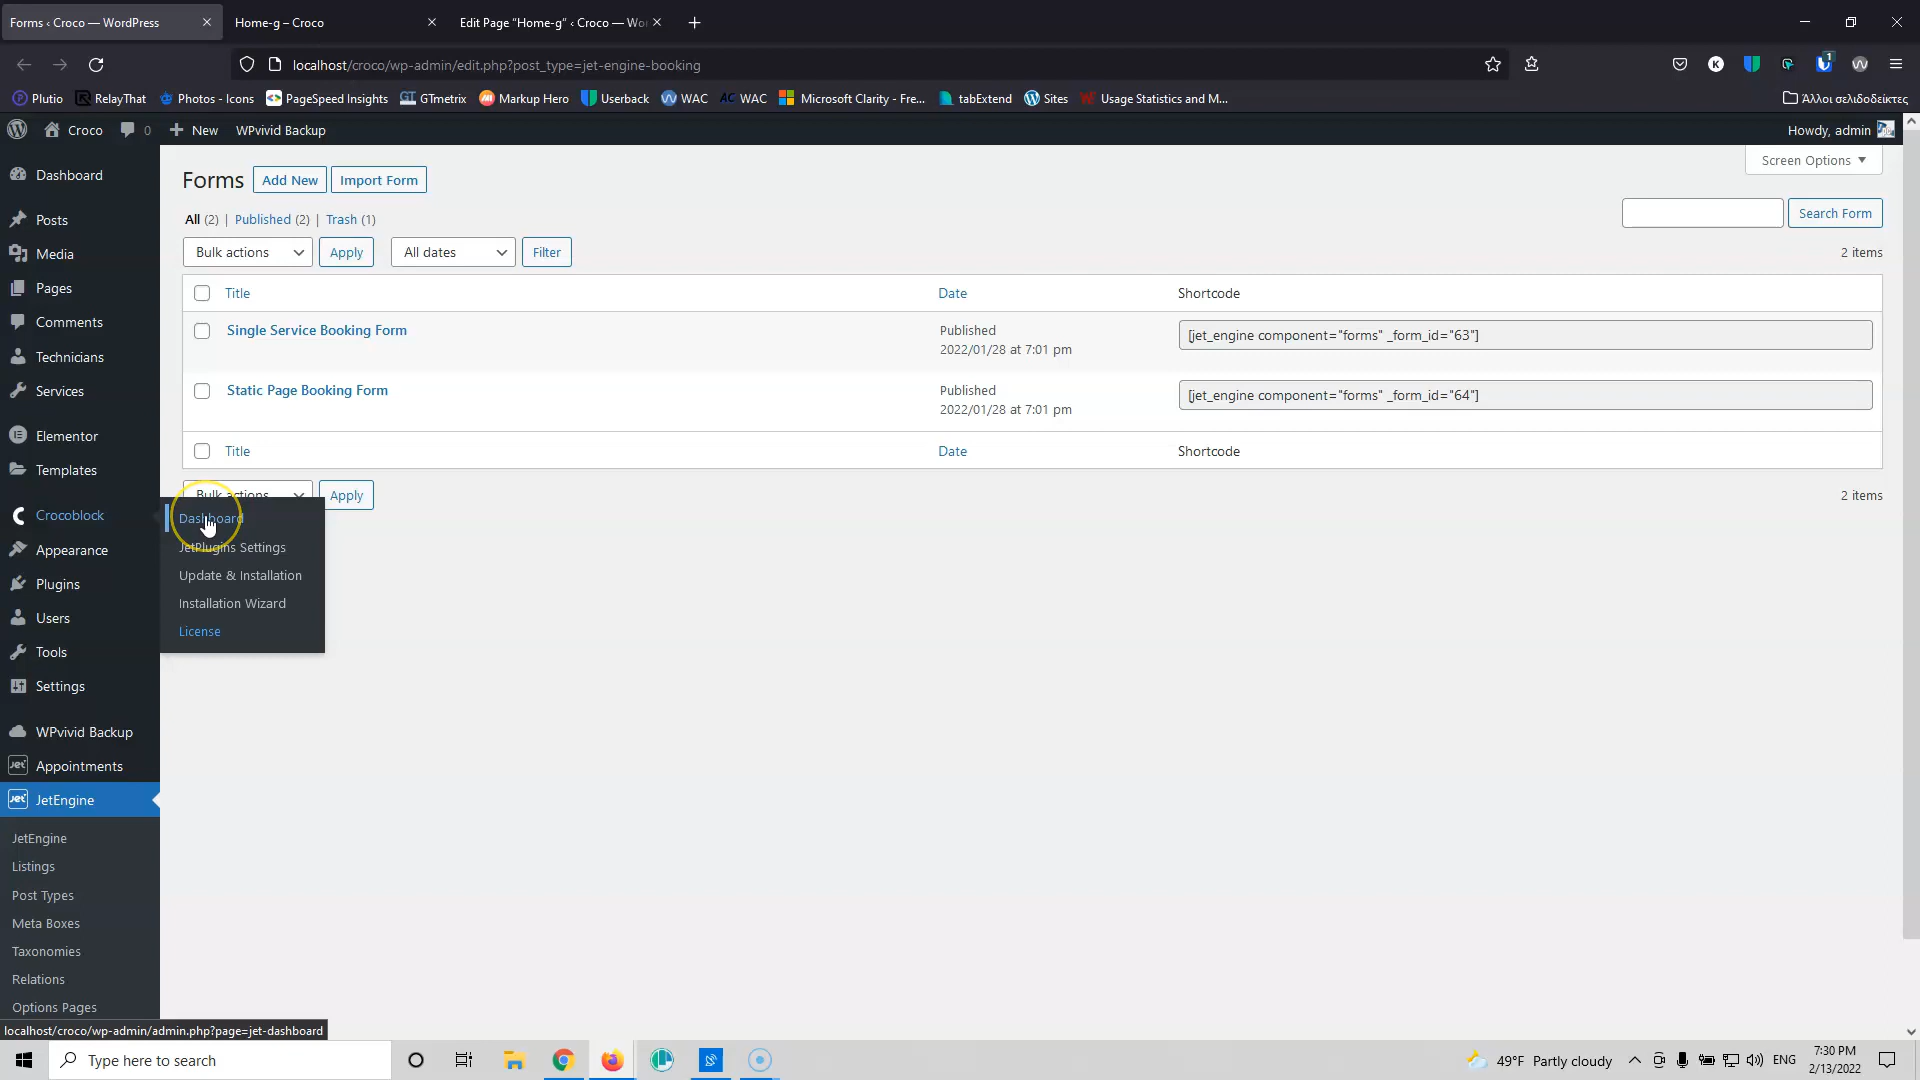 Forms ‹ Croco — WordPress
Home-g – Croco
Edit Page “Home-g” ‹ Croco — Wo
localhost/croco/wp-admin/edit.php?post_type=jet-engine-booking
Plutio
RelayThat
Photos - Icons
PageSpeed Insights
GTmetrix
Markup Hero
Userback
WAC
WAC
Microsoft Clarity - Fre...
tabExtend
Sites
Usage Statistics and M...
Άλλοι σελιδοδείκτες
Croco
0
New
WPvivid Backup
Howdy, admin
Dashboard
Posts
Media
Pages
Comments
Technicians
Services
Elementor
Templates
Crocoblock
Appearance
Plugins
Users
Tools
Settings
WPvivid Backup
Appointments
JetEngine
JetEngine
Listings
Post Types
Meta Boxes
Taxonomies
Relations
Options Pages
Dashboard
JetPlugins Settings
Update & Installation
Installation Wizard
License
Forms
Add New
Import Form
Screen Options
All (2) | Published (2) | Trash (1)
Search Form
Bulk actions
Apply
All dates
Filter
2 items
Title
Date
Shortcode
Single Service Booking Form
Published
2022/01/28 at 7:01 pm
[jet_engine component="forms" _form_id="63"]
Static Page Booking Form
Published
2022/01/28 at 7:01 pm
[jet_engine component="forms" _form_id="64"]
Title
Date
Shortcode
Bulk actions
Apply
2 items
localhost/croco/wp-admin/admin.php?page=jet-dashboard
Type here to search
49°F Partly cloudy
ENG
7:30 PM
2/13/2022